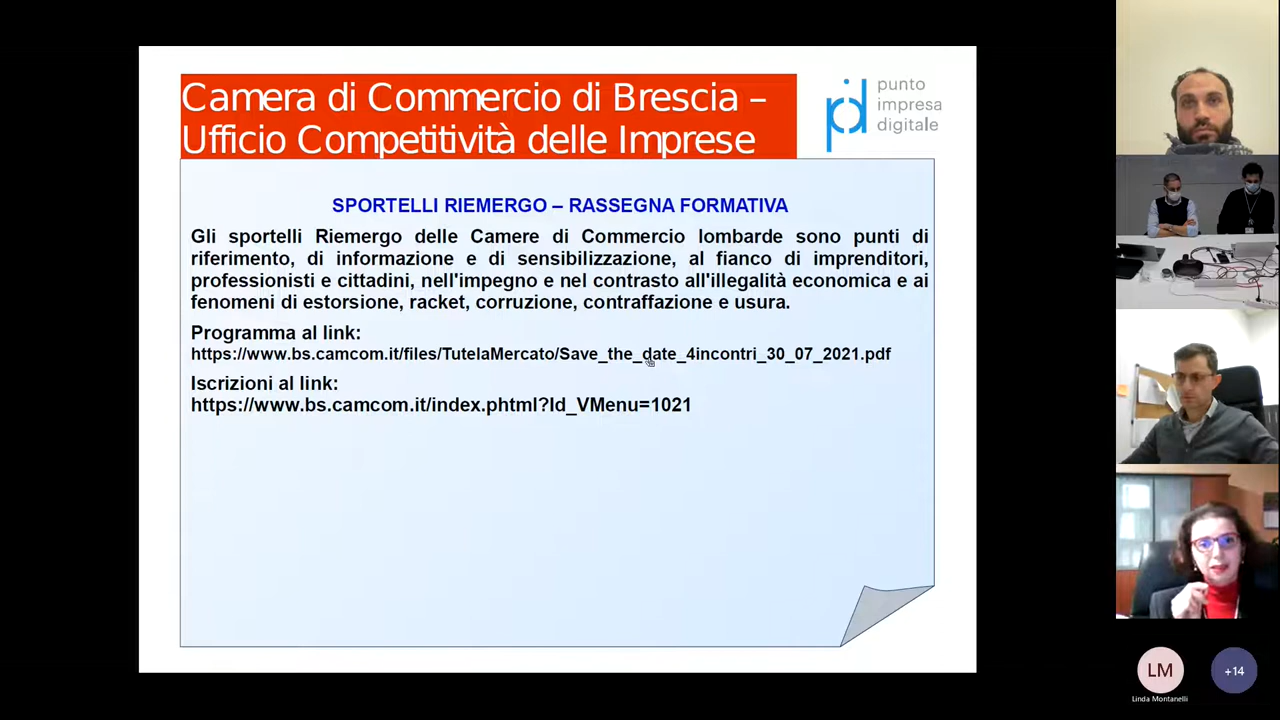 Camera di Commercio di Brescia –
Ufficio Competitività delle Imprese
punto
impresa
digitale
SPORTELLI RIEMERGO – RASSEGNA FORMATIVA
Gli sportelli Riemergo delle Camere di Commercio lombarde sono punti di
riferimento, di informazione e di sensibilizzazione, al fianco di imprenditori,
professionisti e cittadini, nell'impegno e nel contrasto all'illegalità economica e ai
fenomeni di estorsione, racket, corruzione, contraffazione e usura.
Programma al link:
https://www.bs.camcom.it/files/TutelaMercato/Save_the_date_4incontri_30_07_2021.pdf
Iscrizioni al link:
https://www.bs.camcom.it/index.phtml?Id_VMenu=1021
LM
Linda Montanelli
+14